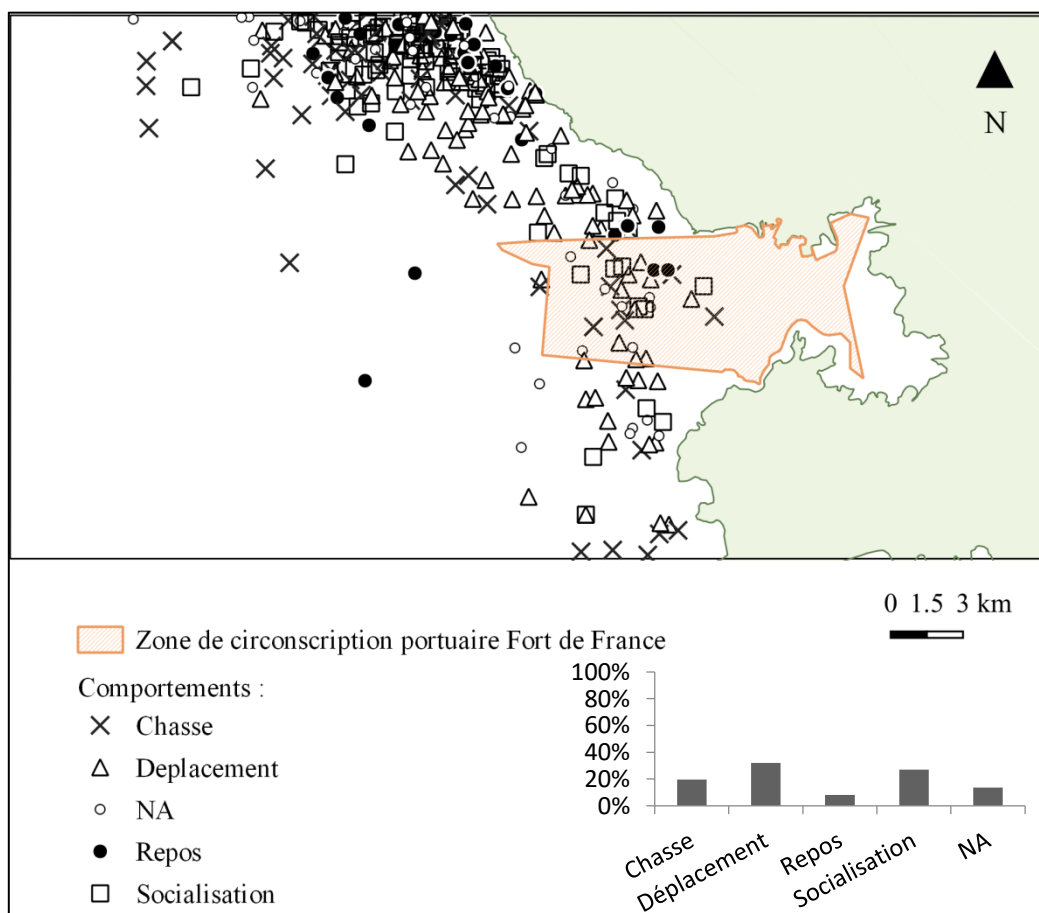 N
0 1.5 3 km
Zone de circonscription portuaire Fort de France
Comportements :
Chasse
Deplacement
NA
Repos
Socialisation
100%
80%
60%
40%
20%
0%
Chasse
Déplacement
Repos
Socialisation
NA